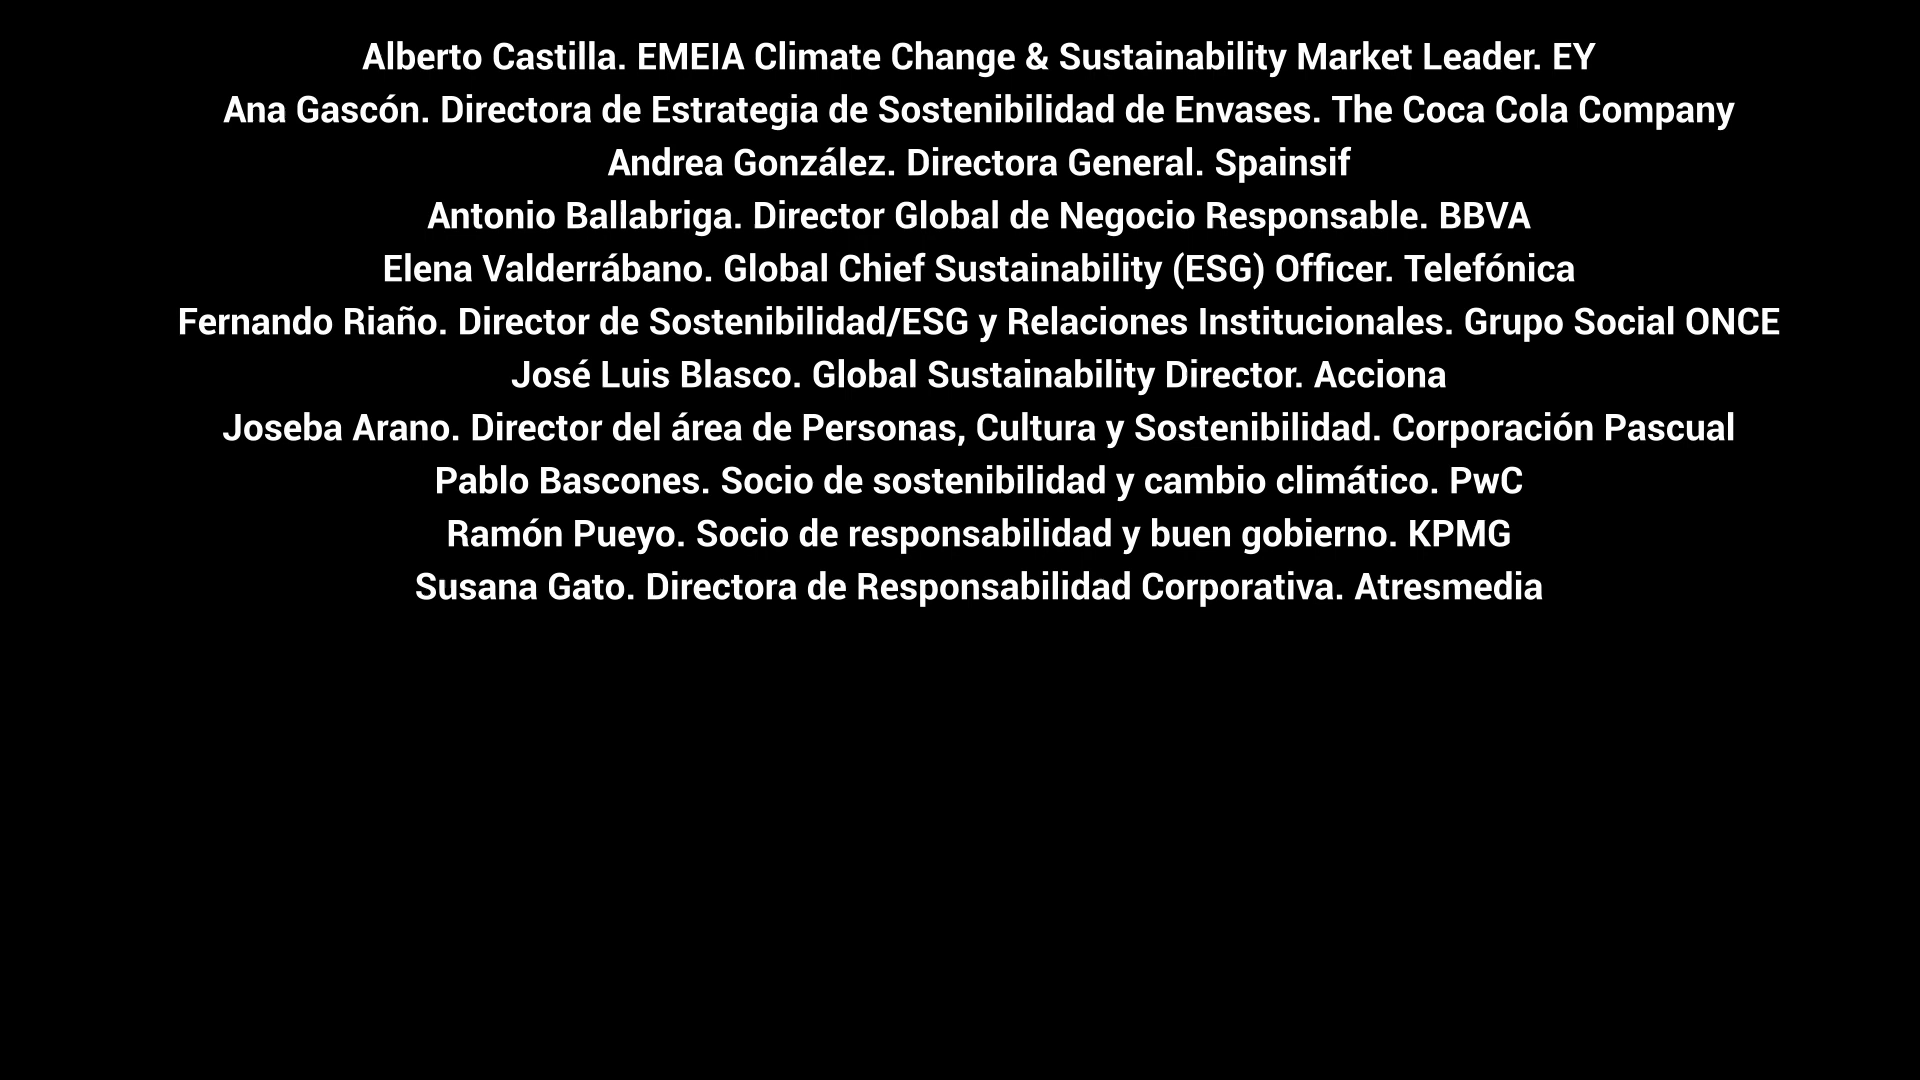 Alberto Castilla. EMEIA Climate Change & Sustainability Market Leader. EY
Ana Gascón. Directora de Estrategia de Sostenibilidad de Envases. The Coca Cola Company
Andrea González. Directora General. Spainsif
Antonio Ballabriga. Director Global de Negocio Responsable. BBVA
Elena Valderrábano. Global Chief Sustainability (ESG) Officer. Telefónica
Fernando Riaño. Director de Sostenibilidad/ESG y Relaciones Institucionales. Grupo Social ONCE
José Luis Blasco. Global Sustainability Director. Acciona
Joseba Arano. Director del área de Personas, Cultura y Sostenibilidad. Corporación Pascual
Pablo Bascones. Socio de sostenibilidad y cambio climático. PwC
Ramón Pueyo. Socio de responsabilidad y buen gobierno. KPMG
Susana Gato. Directora de Responsabilidad Corporativa. Atresmedia